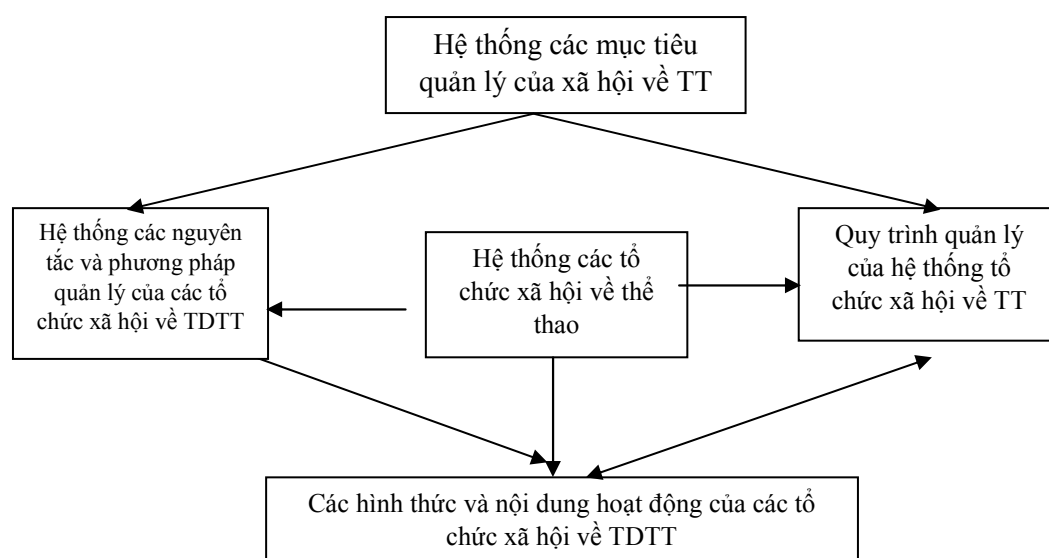 Hệ thống các mục tiêu
quản lý của xã hội về TT
Hệ thống các nguyên
tắc và phương pháp
quản lý của các tổ
chức xã hội về TDTT
Hệ thống các tổ
chức xã hội về thể
thao
Quy trình quản lý
của hệ thống tổ
chức xã hội về TT
Các hình thức và nội dung hoạt động của các tổ
chức xã hội về TDTT